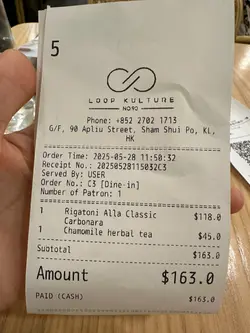 5
LOOP KULTURE
Phone: +852 2702 1713
G/F, 90 Apliu Street, Sham Shui Po, KL,
HK
Order Time: 2025-05-28 11:50:32
Receipt No.: 20250528115032C3
Served By: USER
Order No.: C3 [Dine-in]
Number of Patron: 1
1 Rigatoni Alla Classic $118.0
Carbonara
1 Chamomile herbal tea $45.0
Subtotal $163.0
Amount $163.0
PAID (CASH) $163.0